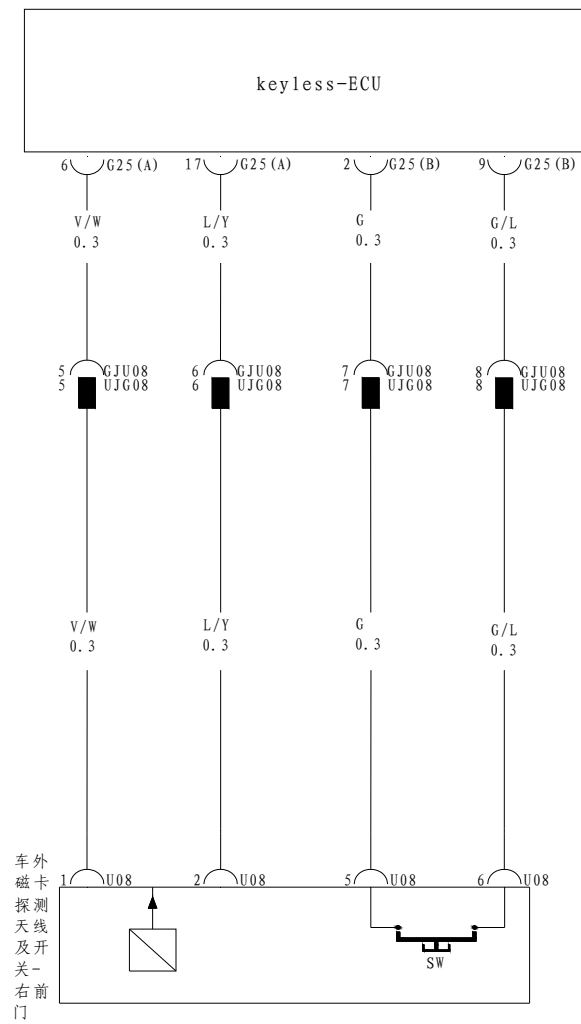 keyless-ECU
6 G25(A) 17 G25(A) 2 G25(B) 9 G25(B)
V/W L/Y G G/L
0.3 0.3 0.3 0.3
5 GJU08 6 GJU08 7 GJU08 8 GJU08
5 UJG08 6 UJG08 7 UJG08 8 UJG08
V/W L/Y G G/L
0.3 0.3 0.3 0.3
1 U08 2 U08 5 U08 6 U08
车外
磁卡
探测
天线
及开
关-
右前
门
SW